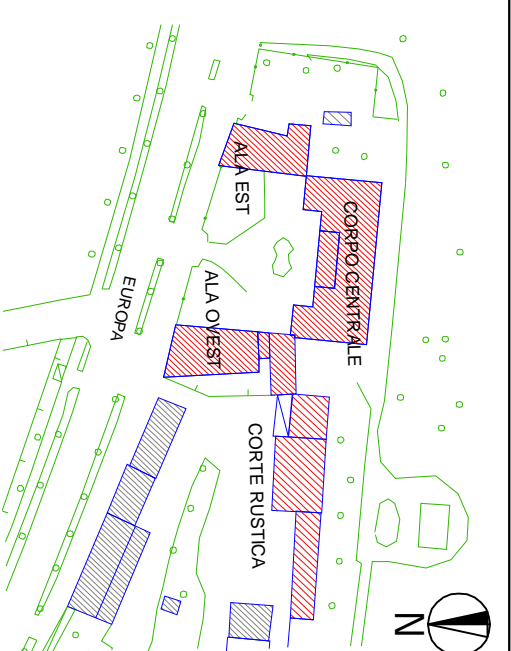 ALA EST
CORPO CENTRALE
ALA OVEST
EUROPA
CORTE RUSTICA
N